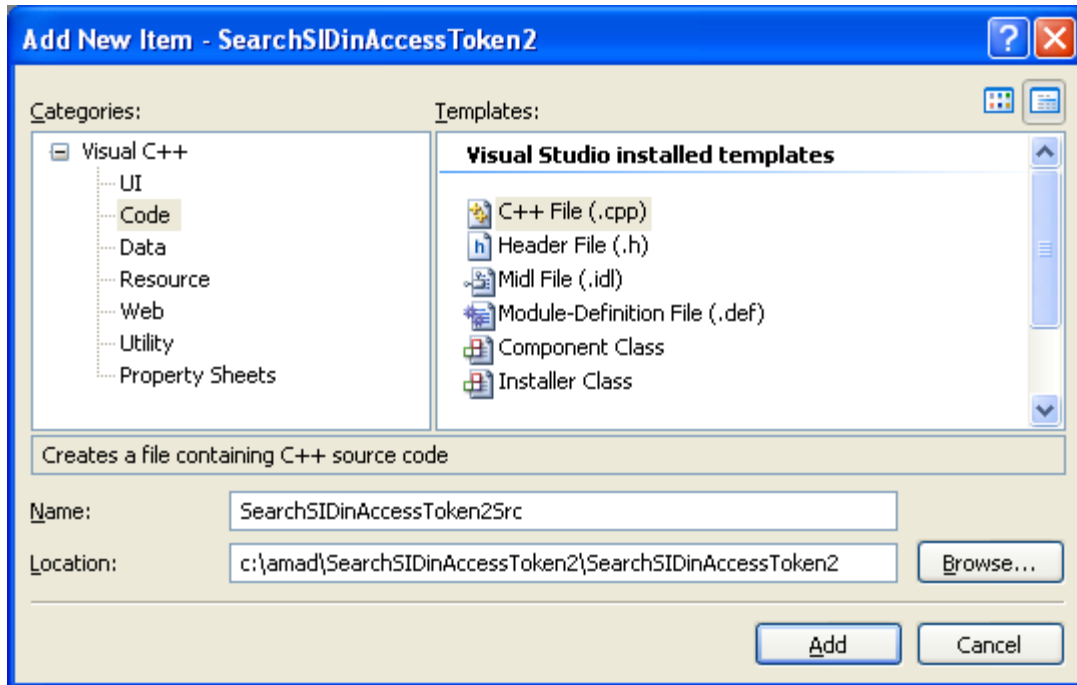 Add New Item - SearchSIDinAccessToken2
Categories:
Templates:
Visual C++
UI
Code
Data
Resource
Web
Utility
Property Sheets
Visual Studio installed templates
C++ File (.cpp)
Header File (.h)
Midl File (.idl)
Module-Definition File (.def)
Component Class
Installer Class
Creates a file containing C++ source code
Name:
SearchSIDinAccessToken2Src
Location:
c:\amad\SearchSIDinAccessToken2\SearchSIDinAccessToken2
Browse...
Add
Cancel